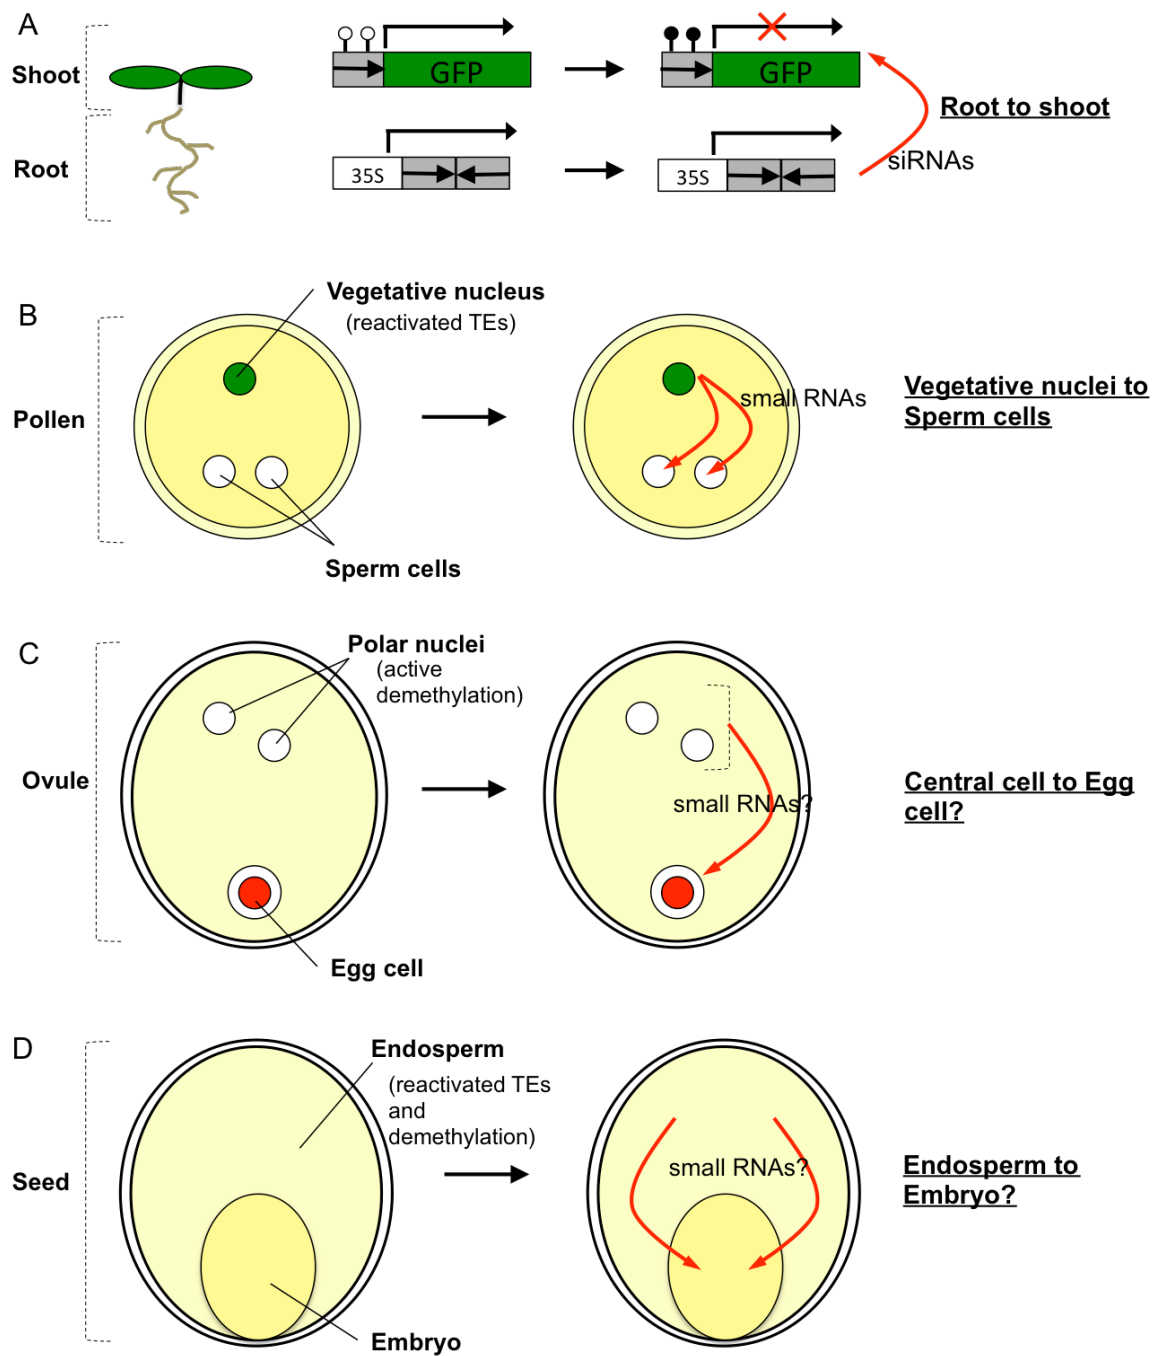 A
Shoot
Root
GFP
GFP
35S
35S
siRNAs
Root to shoot
B
Pollen
Vegetative nucleus
(reactivated TEs)
Sperm cells
small RNAs
Vegetative nuclei to
Sperm cells
C
Ovule
Polar nuclei
(active
demethylation)
Egg cell
small RNAs?
Central cell to Egg
cell?
D
Seed
Endosperm
(reactivated TEs
and
demethylation)
Embryo
small RNAs?
Endosperm to
Embryo?